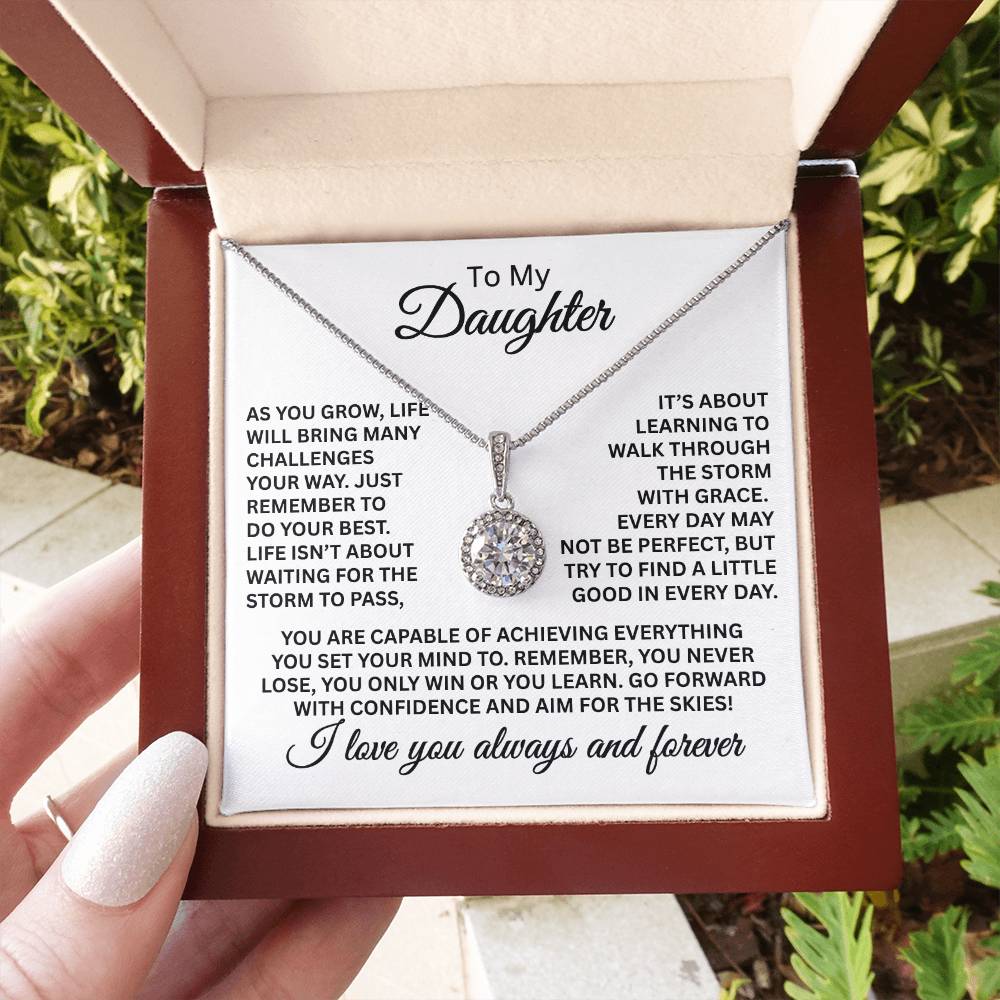 To My
Daughter
AS YOU GROW, LIFE
WILL BRING MANY
CHALLENGES
YOUR WAY. JUST
REMEMBER TO
DO YOUR BEST.
LIFE ISN’T ABOUT
WAITING FOR THE
STORM TO PASS,
IT’S ABOUT
LEARNING TO
WALK THROUGH
THE STORM
WITH GRACE.
EVERY DAY MAY
NOT BE PERFECT, BUT
TRY TO FIND A LITTLE
GOOD IN EVERY DAY.
YOU ARE CAPABLE OF ACHIEVING EVERYTHING
YOU SET YOUR MIND TO. REMEMBER, YOU NEVER
LOSE, YOU ONLY WIN OR YOU LEARN. GO FORWARD
WITH CONFIDENCE AND AIM FOR THE SKIES!
I love you always and forever